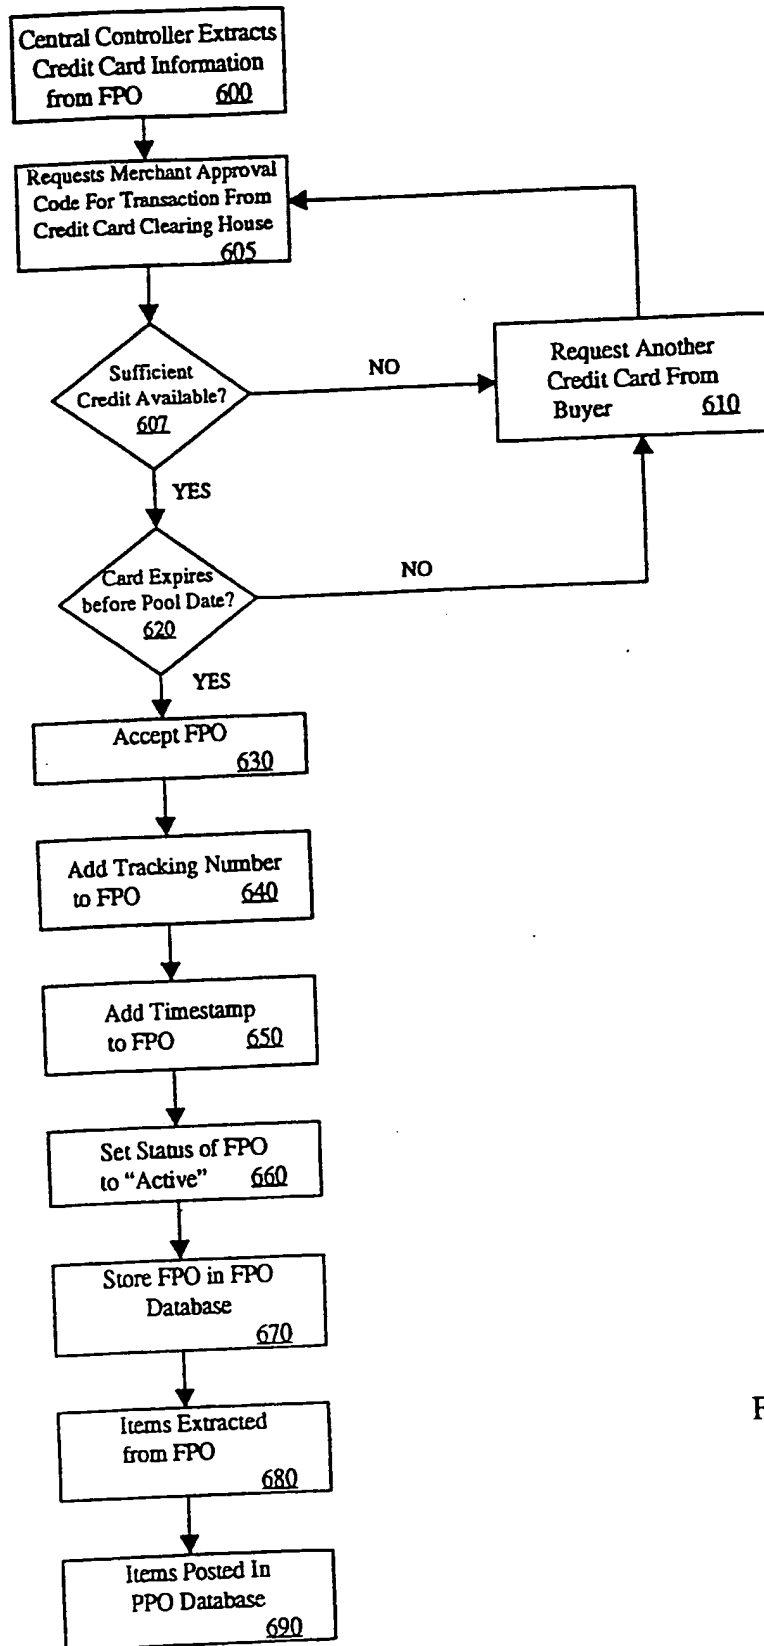 Central Controller Extracts
Credit Card Information
from FPO 600
Requests Merchant Approval
Code For Transaction From
Credit Card Clearing House
605
Sufficient
Credit Available?
607
NO
Request Another
Credit Card From
Buyer 610
YES
Card Expires
before Pool Date?
620
NO
YES
Accept FPO
630
Add Tracking Number
to FPO 640
Add Timestamp
to FPO 650
Set Status of FPO
to “Active” 660
Store FPO in FPO
Database
670
Items Extracted
from FPO
680
F
Items Posted In
PPO Database
690